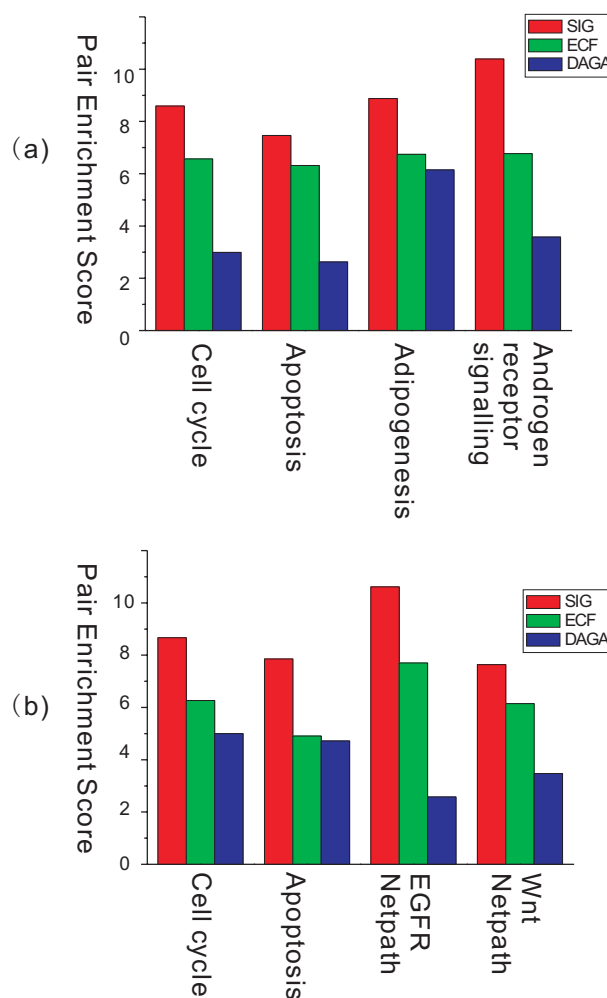 (a)
Pair Enrichment Score
10
8
6
4
2
0
SIG
ECF
DAGA
Cell cycle
Apoptosis
Adipogenesis
Androgen
receptor
signalling
(b)
Pair Enrichment Score
10
8
6
4
2
0
SIG
ECF
DAGA
Cell cycle
Apoptosis
EGFR
Netpath
Wnt
Netpath